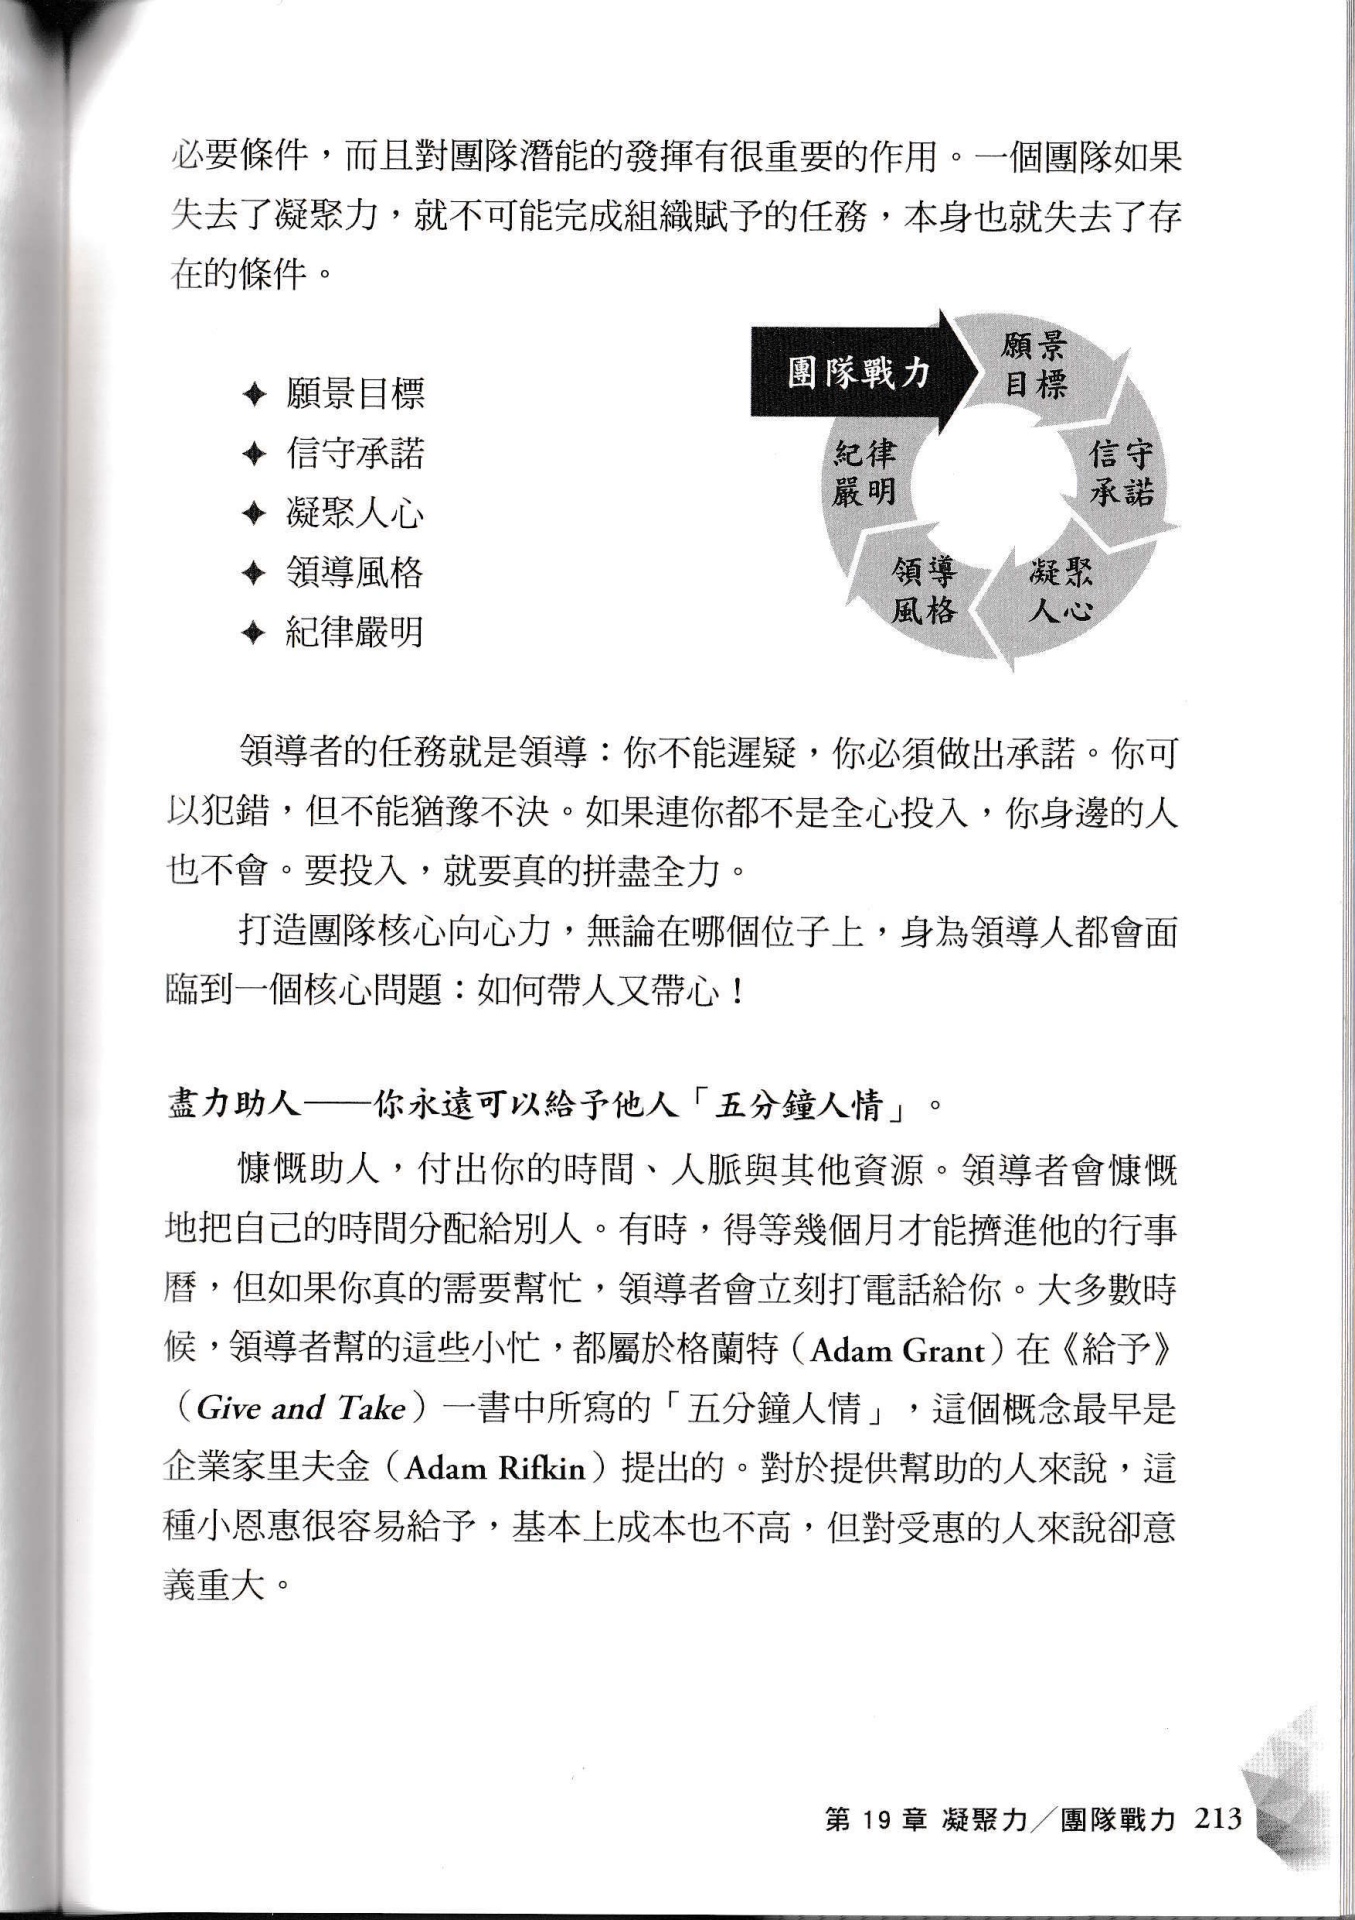 必要條件，而且對團隊潛能的發揮有很重要的作用。一個團隊如果
失去了凝聚力，就不可能完成組織賦予的任務，本身也就失去了存
在的條件。
✦ 願景目標
✦ 信守承諾
✦ 凝聚人心
✦ 領導風格
✦ 紀律嚴明
團隊戰力
願景
目標
信守
承諾
凝聚
人心
領導
風格
紀律
嚴明
領導者的任務就是領導：你不能遲疑，你必須做出承諾。你可
以犯錯，但不能猶豫不決。如果連你都不是全心投入，你身邊的人
也不會。要投入，就要真的拼盡全力。
打造團隊核心向心力，無論在哪個位子上，身為領導人都會面
臨到一個核心問題：如何帶人又帶心！
盡力助人——你永遠可以給予他人「五分鐘人情」。
慷慨助人，付出你的時間、人脈與其他資源。領導者會慷慨
地把自己的時間分配給別人。有時，得等幾個月才能擠進他的行事
曆，但如果你真的需要幫忙，領導者會立刻打電話給你。大多數時
候，領導者幫的這些小忙，都屬於格蘭特（Adam Grant）在《給予》
（Give and Take）一書中所寫的「五分鐘人情」，這個概念最早是
企業家里夫金（Adam Rifkin）提出的。對於提供幫助的人來說，這
種小恩惠很容易給予，基本上成本也不高，但對受惠的人來說卻意
義重大。
第 19 章 凝聚力／團隊戰力 213